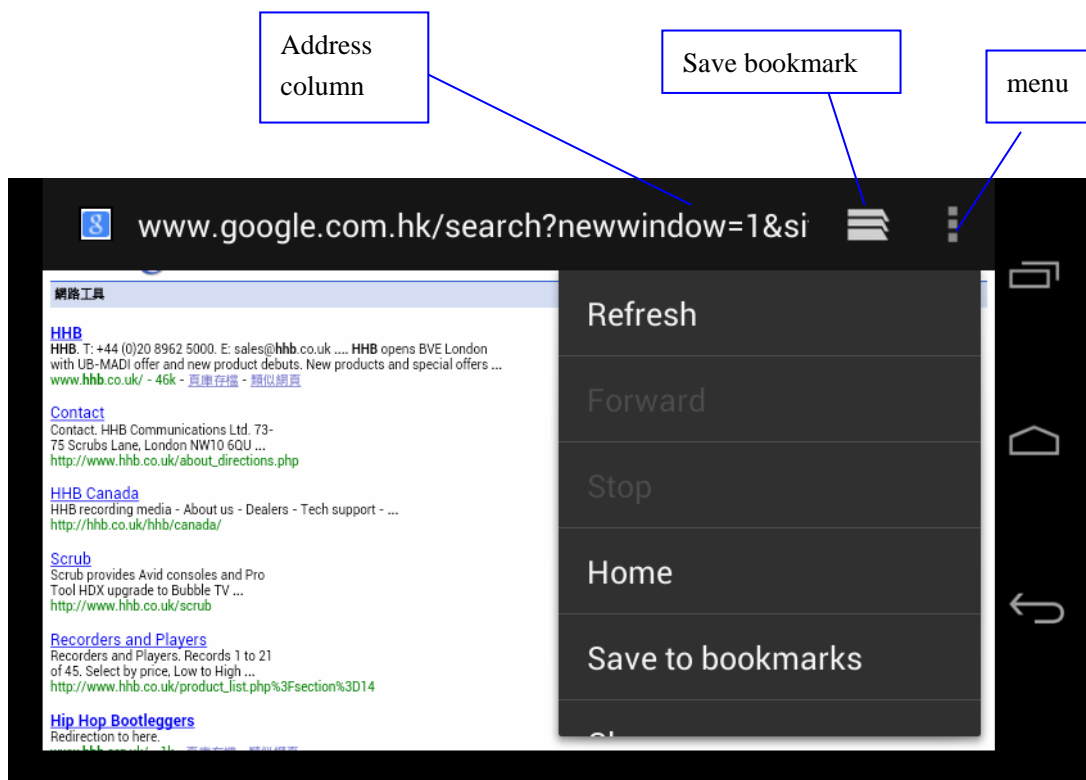 Address
column
Save bookmark
menu
8
www.google.com.hk/search?newwindow=1&si
網路工具
HHB
HHB. T: +44 (0)20 8962 5000. E: sales@hhb.co.uk .... HHB opens BVE London
with UB-MADI offer and new product debuts. New products and special offers ...
www.hhb.co.uk/ - 46k - 頁庫存檔 - 類似網頁
Contact
Contact. HHB Communications Ltd. 73-
75 Scrubs Lane, London NW10 6QU ...
http://www.hhb.co.uk/about_directions.php
HHB Canada
HHB recording media - About us - Dealers - Tech support - ...
http://hhb.co.uk/hhb/canada/
Scrub
Scrub provides Avid consoles and Pro
Tool HDX upgrade to Bubble TV ...
http://www.hhb.co.uk/scrub
Recorders and Players
Recorders and Players. Records 1 to 21
of 45. Select by price, Low to High ...
http://www.hhb.co.uk/product_list.php%3Fsection%3D14
Hip Hop Bootleggers
Redirection to here.
Refresh
Forward
Stop
Home
Save to bookmarks